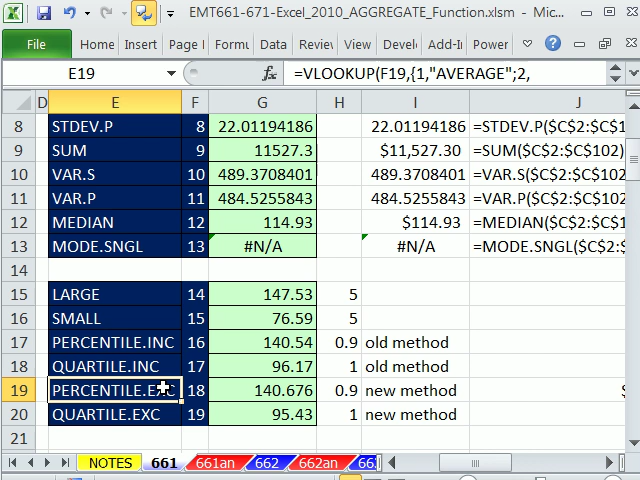 EMT661-671-Excel_2010_AGGREGATE_Function.xlsm - Mic...
File Home Insert Page l Formu Data Reviev View Devel Add-I Power
E19 fx =VLOOKUP(F19,{1,"AVERAGE";2,
D E F G H I J
8 STDEV.P 8 22.01194186 22.01194186 =STDEV.P($C$2:$C$1
9 SUM 9 11527.3 $11,527.30 =SUM($C$2:$C$102)
10 VAR.S 10 489.3708401 489.3708401 =VAR.S($C$2:$C$102
11 VAR.P 11 484.5255843 484.5255843 =VAR.P($C$2:$C$102
12 MEDIAN 12 114.93 $114.93 =MEDIAN($C$2:$C$1
13 MODE.SNGL 13 #N/A #N/A =MODE.SNGL($C$2:$
14
15 LARGE 14 147.53 5
16 SMALL 15 76.59 5
17 PERCENTILE.INC 16 140.54 0.9 old method
18 QUARTILE.INC 17 96.17 1 old method
19 PERCENTILE.EXC 18 140.676 0.9 new method $
20 QUARTILE.EXC 19 95.43 1 new method
21
NOTES 661 661an 662 662an 66